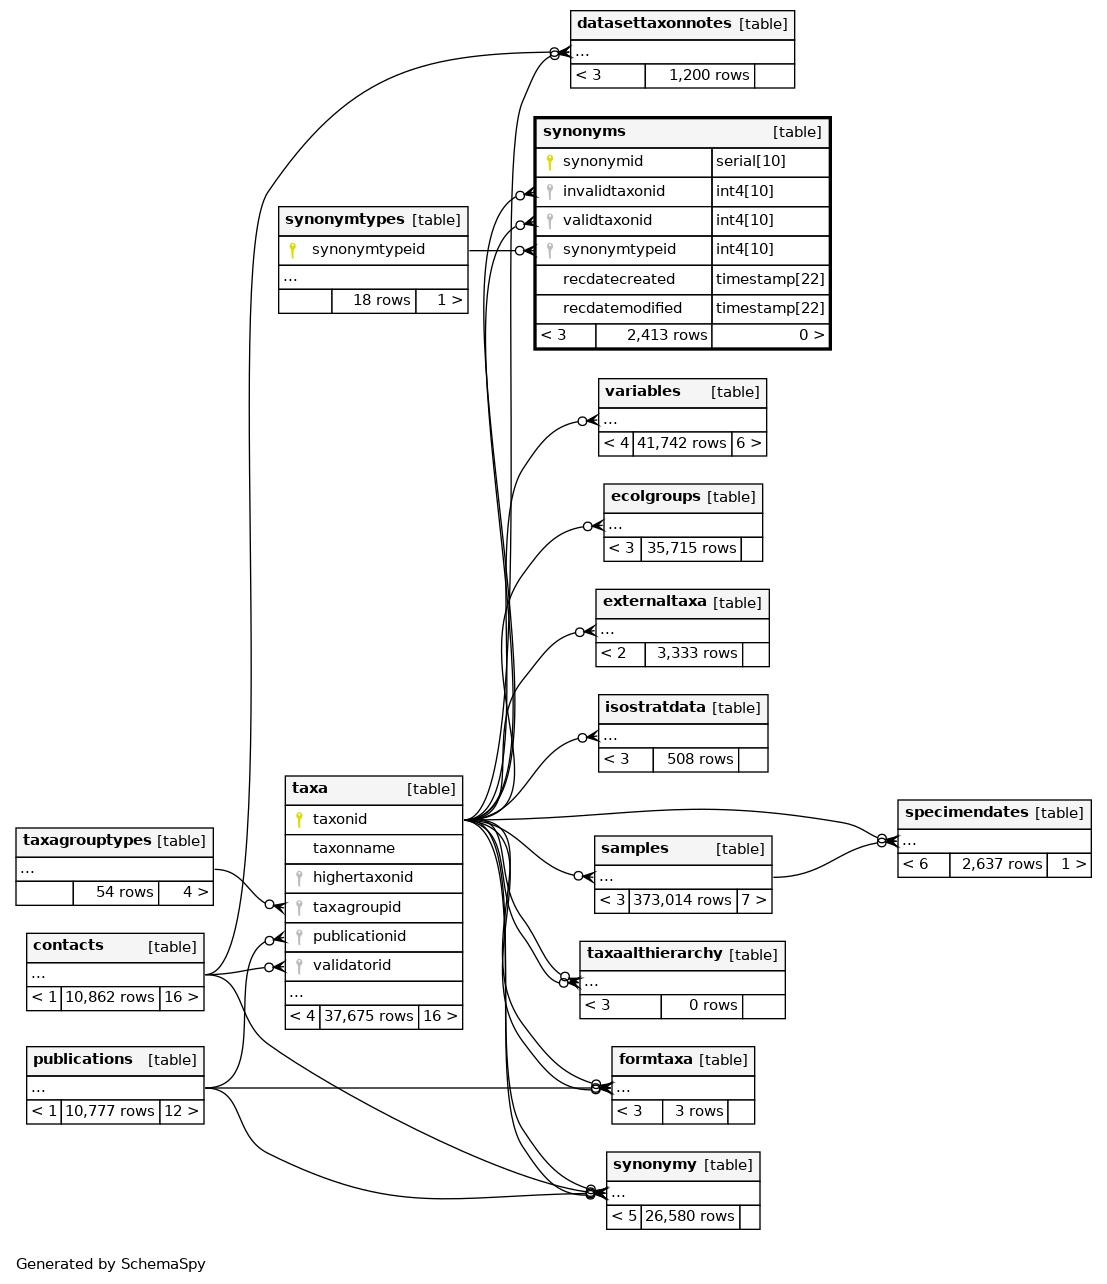 datasettaxonnotes [table]
...
< 3 1,200 rows
synonyms [table]
synonymid serial[10]
invalidtaxonid int4[10]
validtaxonid int4[10]
synonymtypeid int4[10]
recdatecreated timestamp[22]
recdatemodified timestamp[22]
< 3 2,413 rows 0 >
synonymtypes [table]
synonymtypeid
...
18 rows 1 >
variables [table]
...
< 4 41,742 rows 6 >
ecolgroups [table]
...
< 3 35,715 rows
externaltaxa [table]
...
< 2 3,333 rows
isostratdata [table]
...
< 3 508 rows
taxa [table]
taxonid
taxonname
highertaxonid
taxagroupid
publicationid
validatorid
...
< 4 37,675 rows 16 >
specimendates [table]
...
< 6 2,637 rows 1 >
taxagrouptypes [table]
...
54 rows 4 >
samples [table]
...
< 3 373,014 rows 7 >
contacts [table]
...
< 1 10,862 rows 16 >
taxaalthierarchy [table]
...
< 3 0 rows
publications [table]
...
< 1 10,777 rows 12 >
formtaxa [table]
...
< 3 3 rows
synonymy [table]
...
< 5 26,580 rows
Generated by SchemaSpy